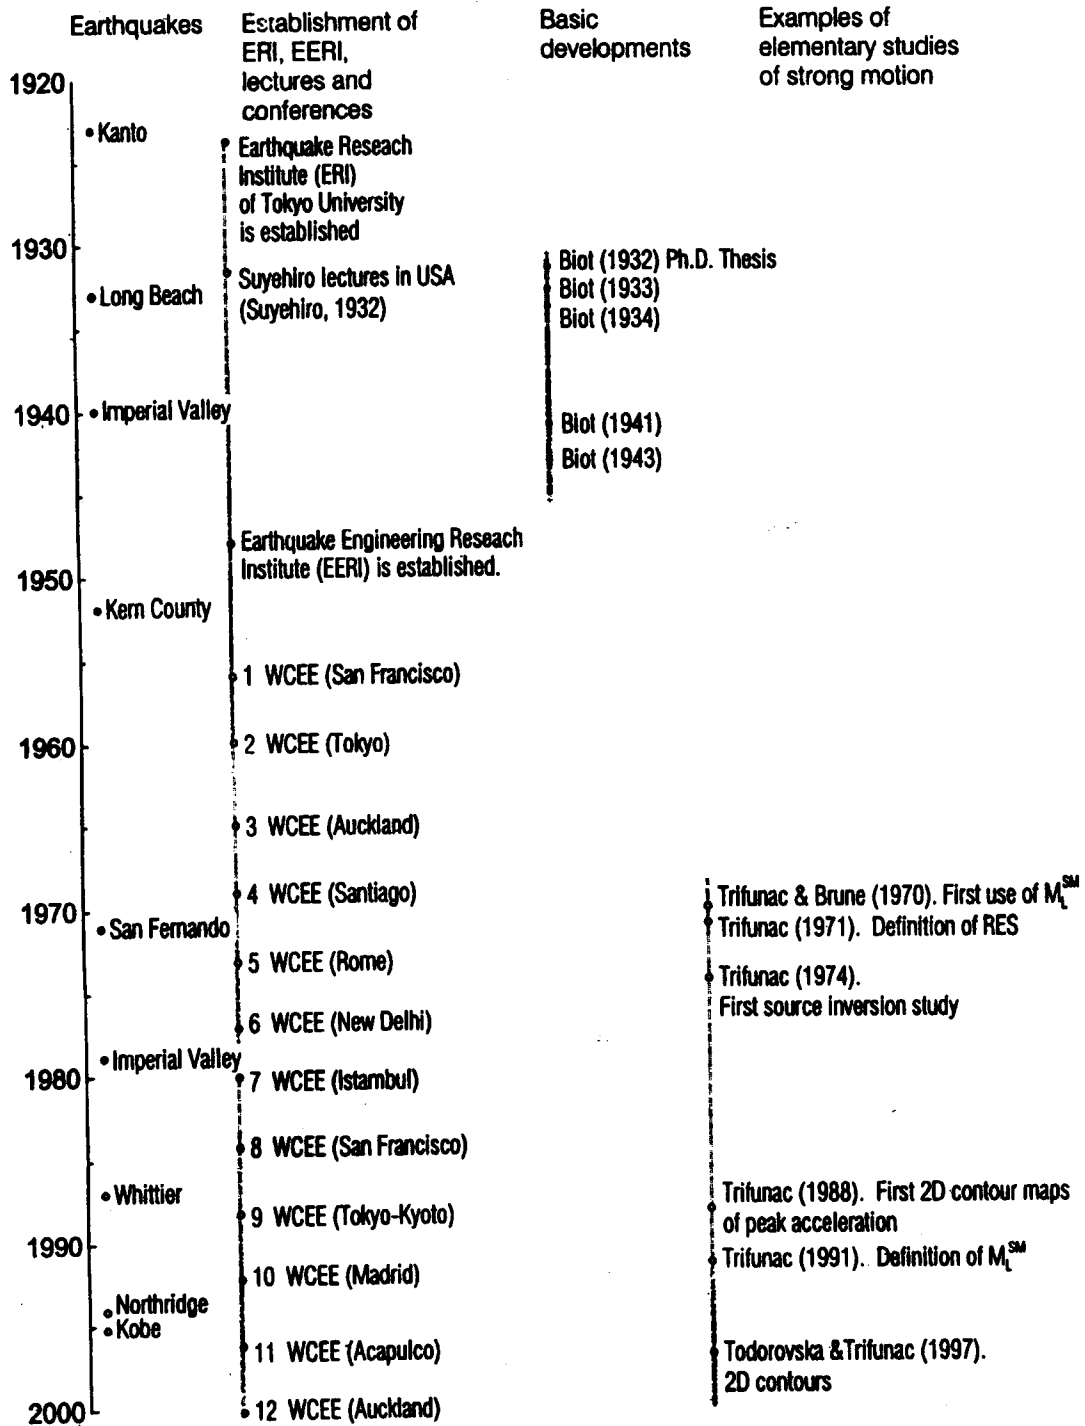 Earthquakes
Establishment of
ERI, EERI,
lectures and
conferences
Basic
developments
Examples of
elementary studies
of strong motion
1920
1930
1940
1950
1960
1970
1980
1990
2000
Kanto
Long Beach
Imperial Valley
Kern County
San Fernando
Imperial Valley
Whittier
Northridge
Kobe
Earthquake Reseach
Institute (ERI)
of Tokyo University
is established
Suyehiro lectures in USA
(Suyehiro, 1932)
Earthquake Engineering Reseach
Institute (EERI) is established.
1 WCEE (San Francisco)
2 WCEE (Tokyo)
3 WCEE (Auckland)
4 WCEE (Santiago)
5 WCEE (Rome)
6 WCEE (New Delhi)
7 WCEE (Istambul)
8 WCEE (San Francisco)
9 WCEE (Tokyo-Kyoto)
10 WCEE (Madrid)
11 WCEE (Acapulco)
12 WCEE (Auckland)
Biot (1932) Ph.D. Thesis
Biot (1933)
Biot (1934)
Biot (1941)
Biot (1943)
Trifunac & Brune (1970). First use of M_L^SM
Trifunac (1971). Definition of RES
Trifunac (1974).
First source inversion study
Trifunac (1988). First 2D contour maps
of peak acceleration
Trifunac (1991). Definition of M_L^SM
Todorovska &Trifunac (1997).
2D contours